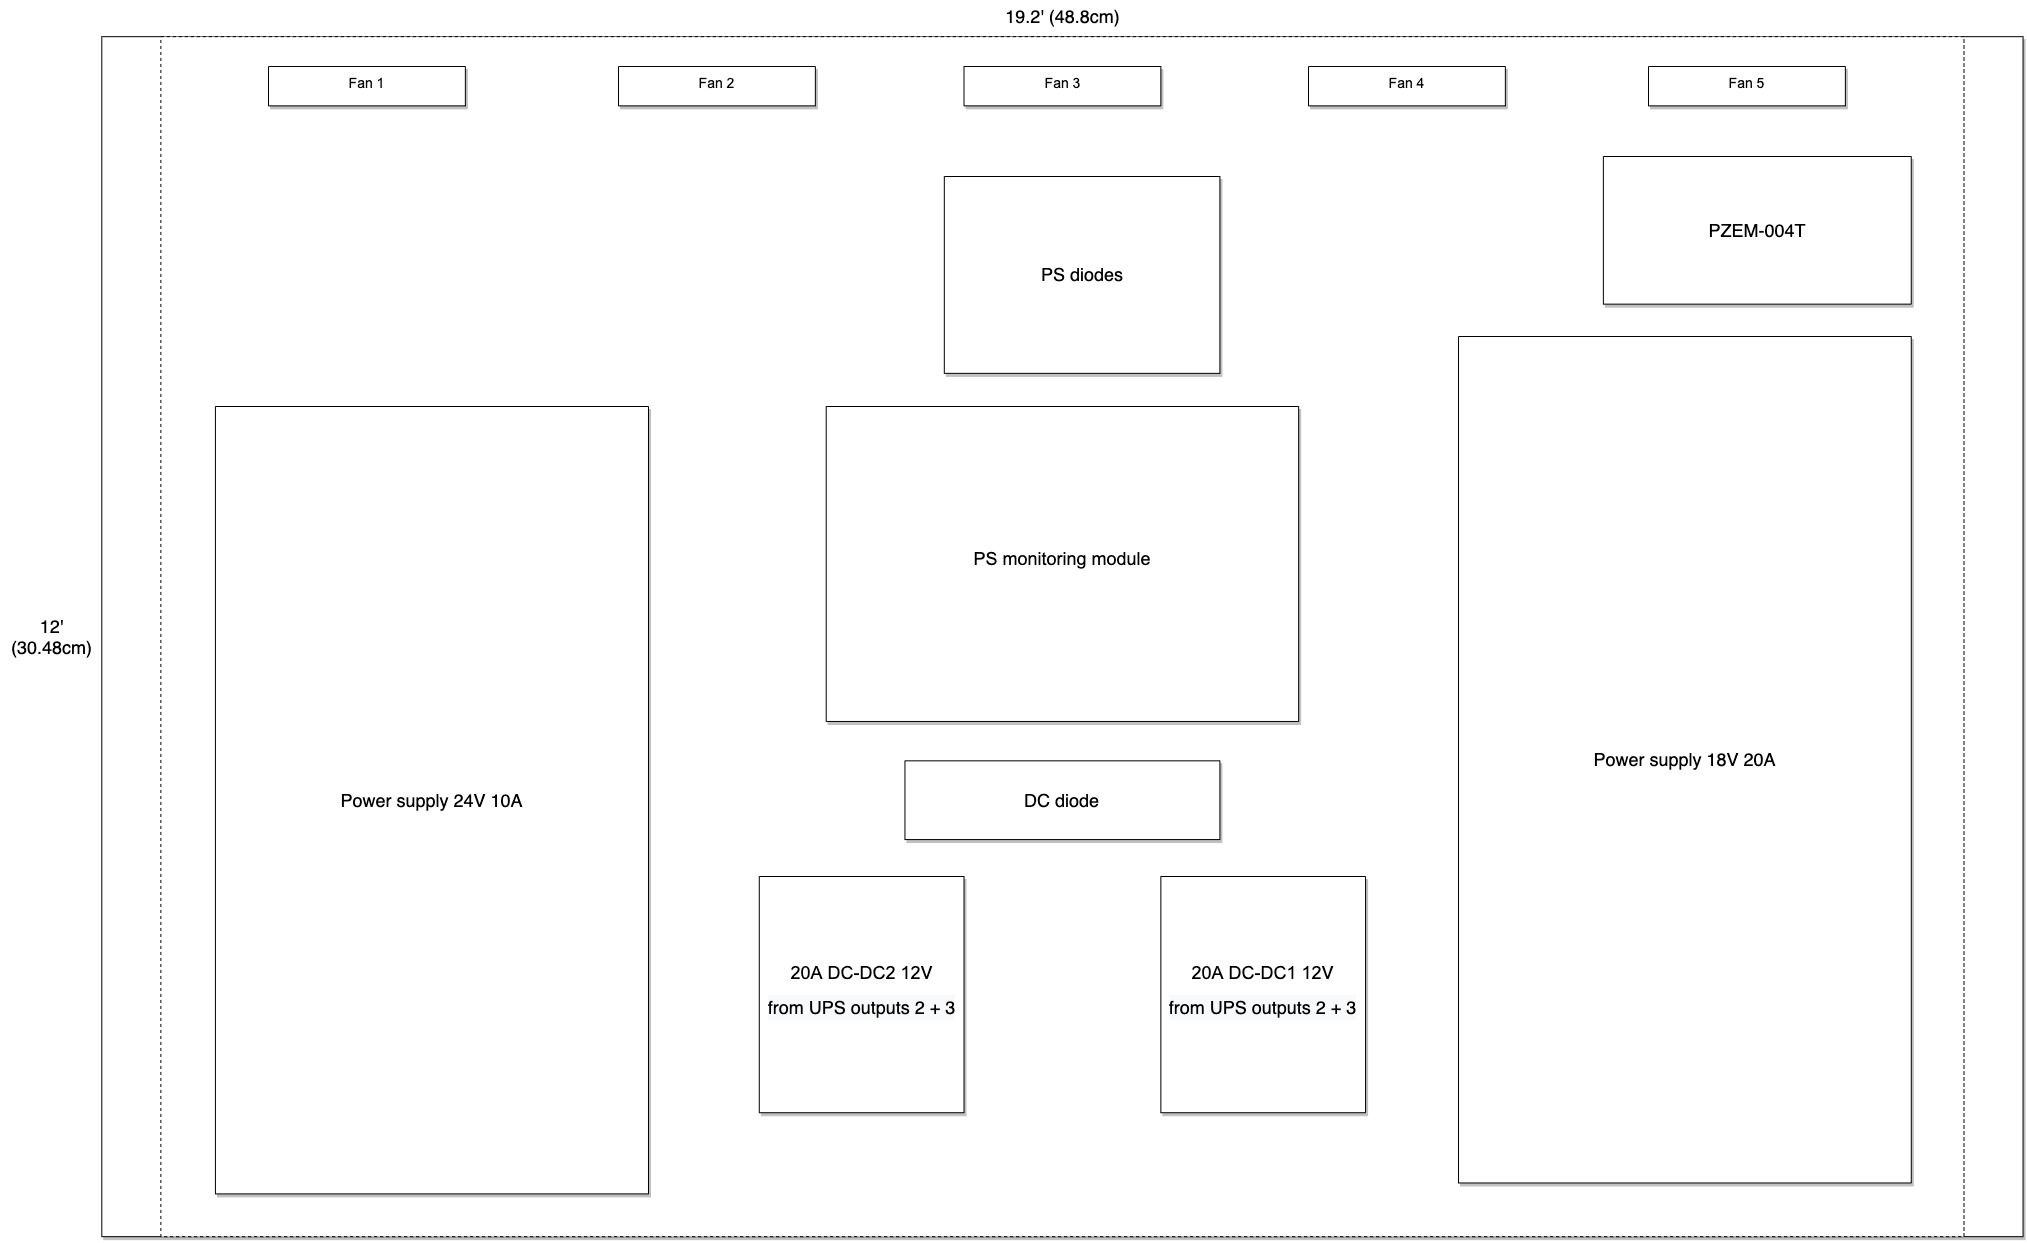 19.2' (48.8cm)
Fan 1
Fan 2
Fan 3
Fan 4
Fan 5
PZEM-004T
PS diodes
PS monitoring module
12'
(30.48cm)
Power supply 18V 20A
Power supply 24V 10A
DC diode
20A DC-DC2 12V
from UPS outputs 2 + 3
20A DC-DC1 12V
from UPS outputs 2 + 3